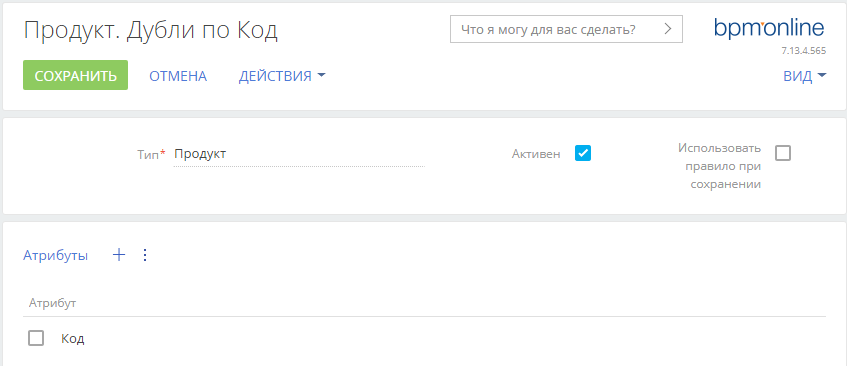 Продукт. Дубли по Код
Что я могу для вас сделать?
bpm'online
7.13.4.565
СОХРАНИТЬ ОТМЕНА ДЕЙСТВИЯ ВИД
Тип* Продукт
Активен
Использовать
правило при
сохранении
Атрибуты
Атрибут
Код